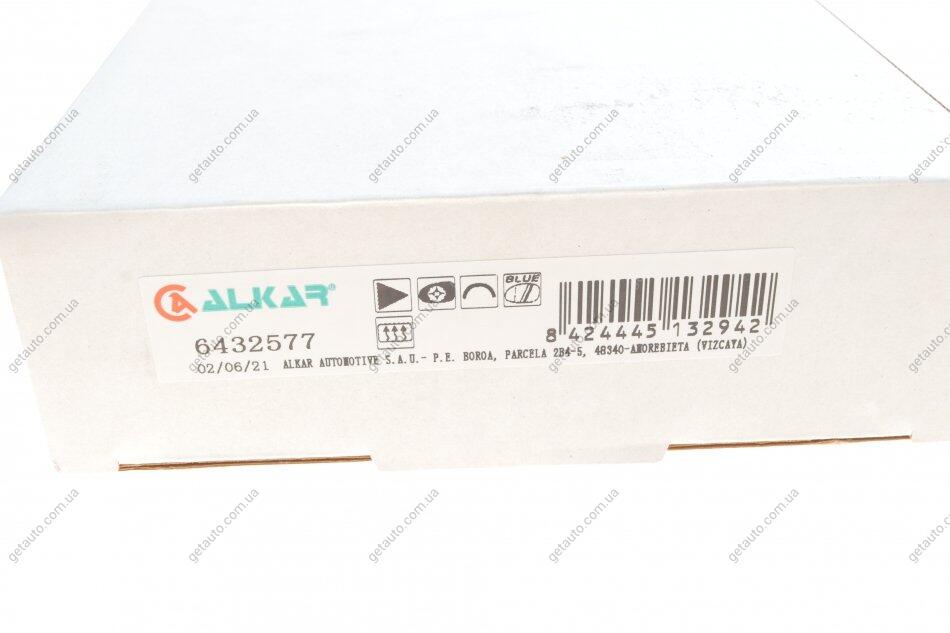 ALKAR®
BLUE
6432577
8 424445 132942
02/06/21 ALKAR AUTOMOTIVE S.A.U.- P.E. BOROA, PARCELA 2B4-5, 48340-AMOREBIETA (VIZCAYA)
getauto.com.ua